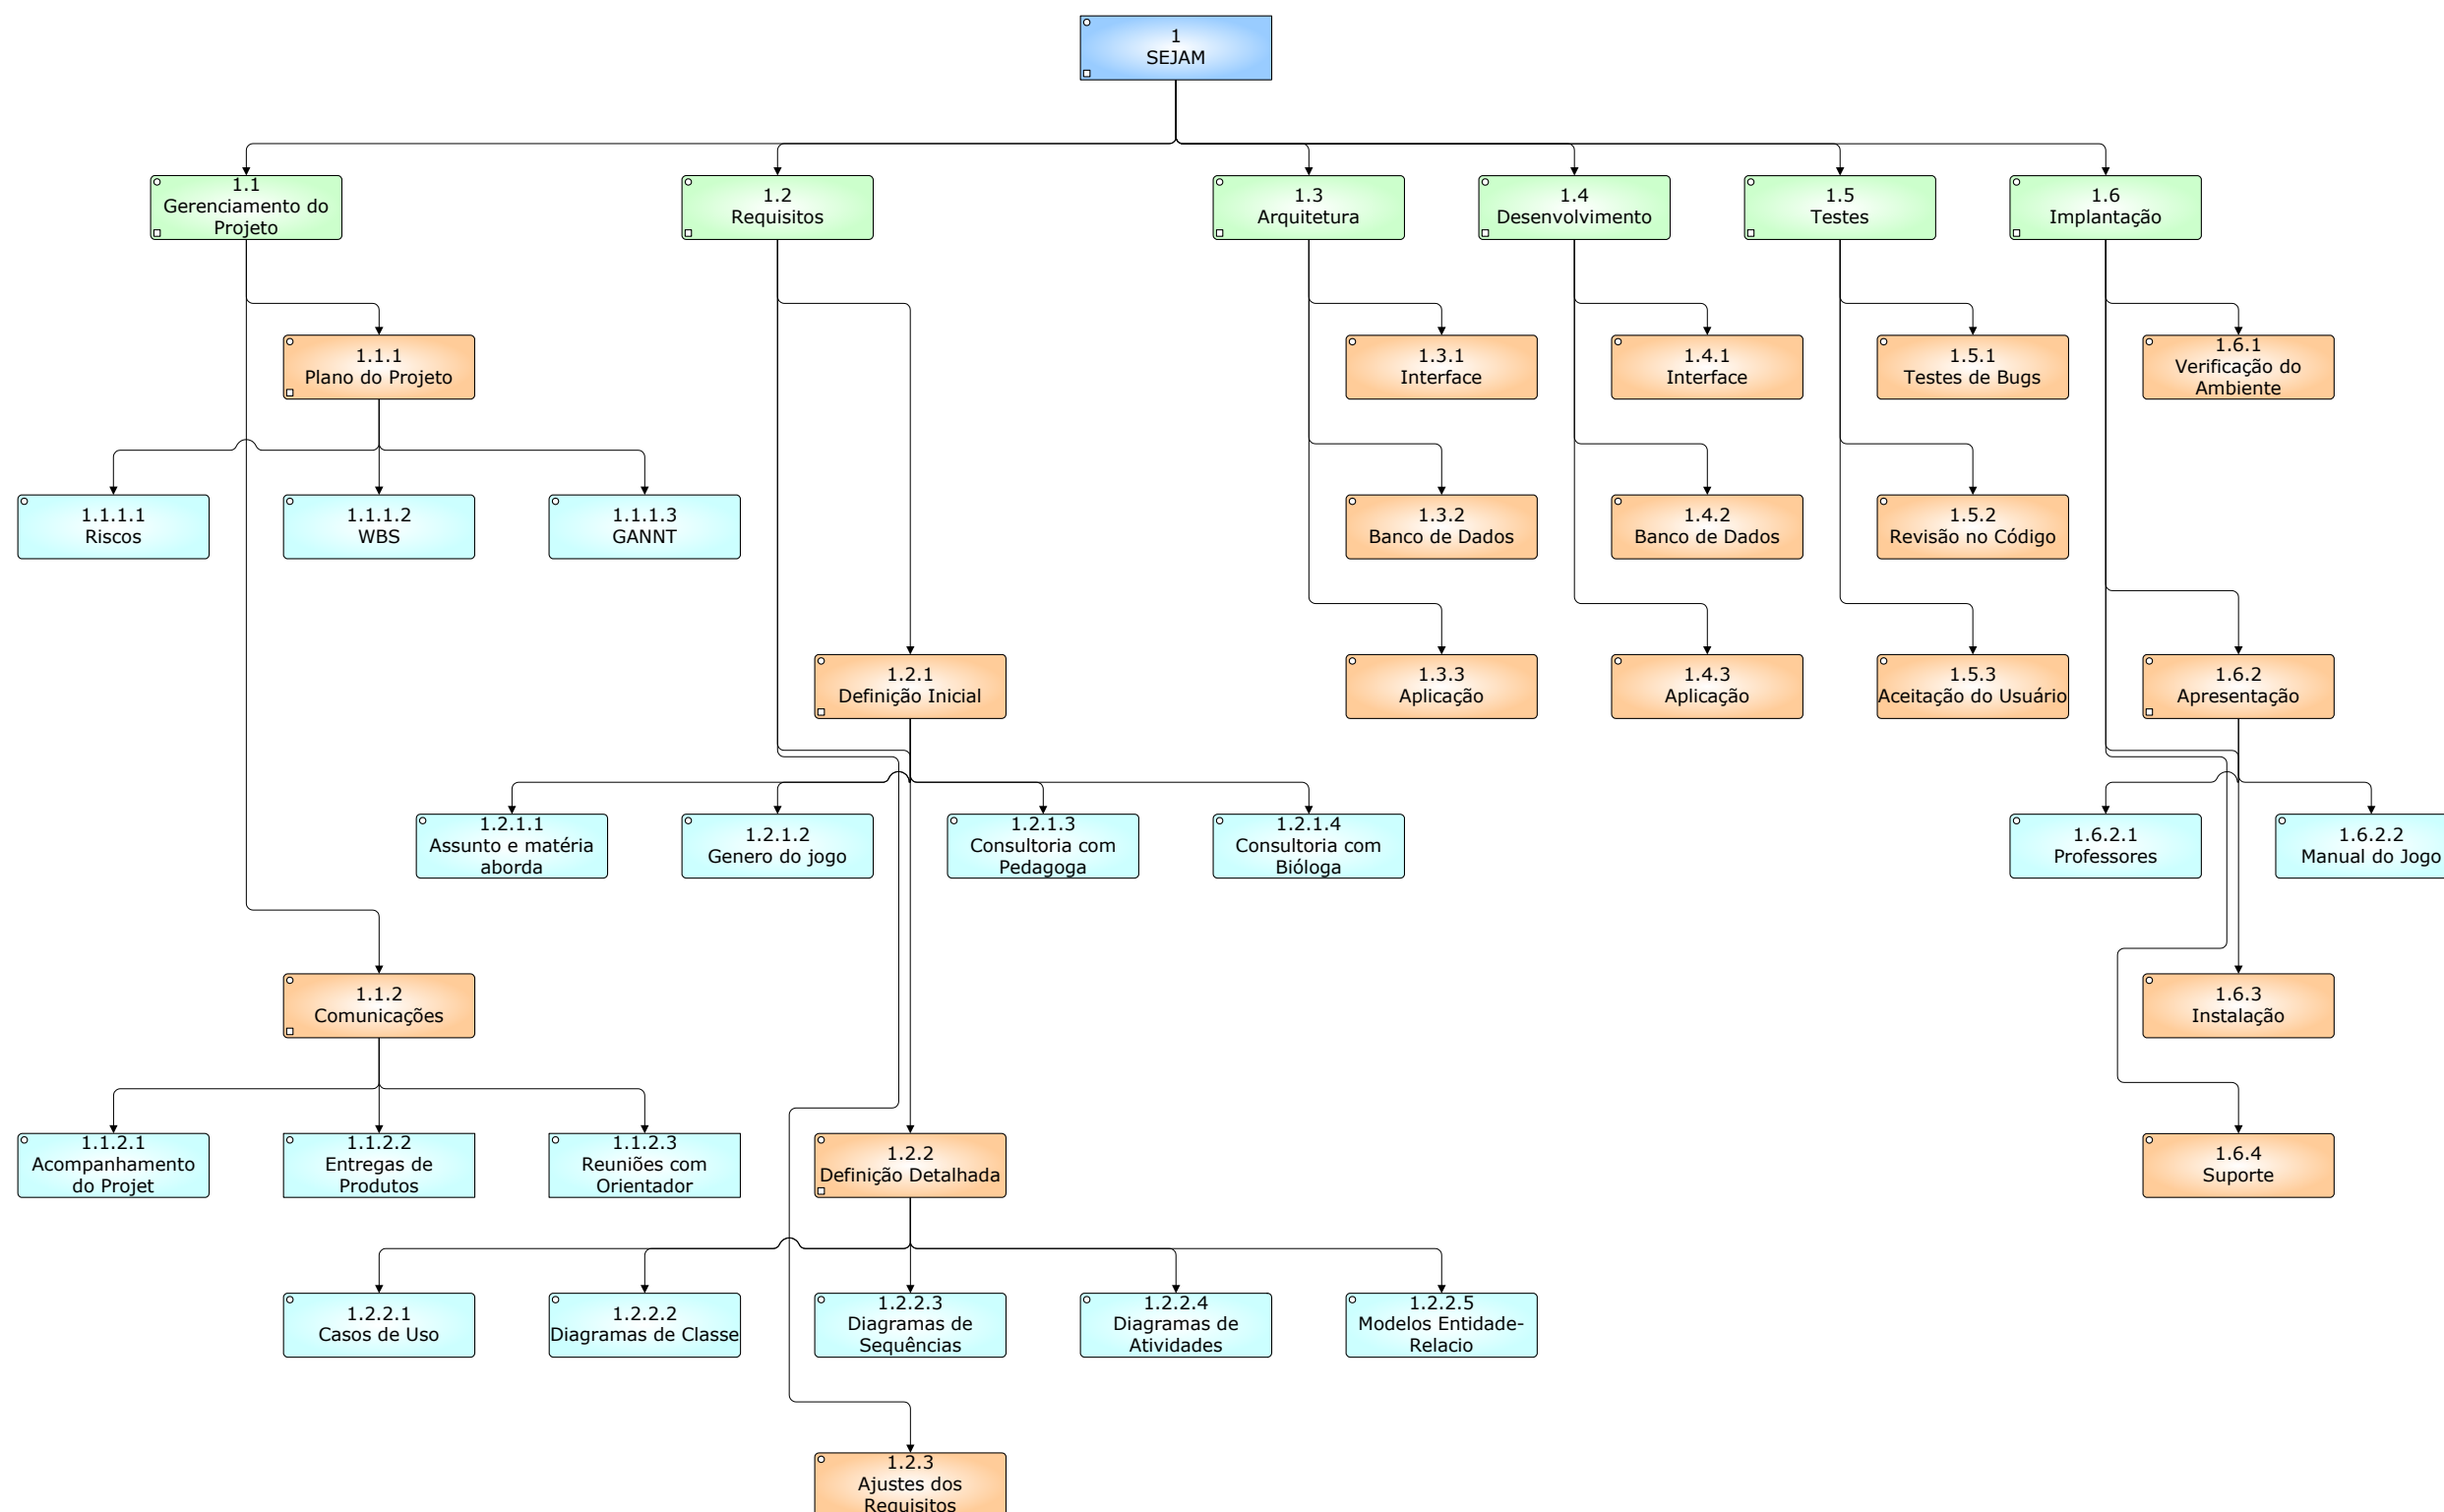 1
SEJAM
1.1
Gerenciamento do
Projeto
1.2
Requisitos
1.3
Arquitetura
1.4
Desenvolvimento
1.5
Testes
1.6
Implantação
1.1.1
Plano do Projeto
1.3.1
Interface
1.4.1
Interface
1.5.1
Testes de Bugs
1.6.1
Verificação do
Ambiente
1.1.1.1
Riscos
1.1.1.2
WBS
1.1.1.3
GANNT
1.3.2
Banco de Dados
1.4.2
Banco de Dados
1.5.2
Revisão no Código
1.2.1
Definição Inicial
1.3.3
Aplicação
1.4.3
Aplicação
1.5.3
Aceitação do Usuário
1.6.2
Apresentação
1.2.1.1
Assunto e matéria
aborda
1.2.1.2
Genero do jogo
1.2.1.3
Consultoria com
Pedagoga
1.2.1.4
Consultoria com
Bióloga
1.6.2.1
Professores
1.6.2.2
Manual do Jogo
1.1.2
Comunicações
1.6.3
Instalação
1.1.2.1
Acompanhamento
do Projet
1.1.2.2
Entregas de
Produtos
1.1.2.3
Reuniões com
Orientador
1.2.2
Definição Detalhada
1.6.4
Suporte
1.2.2.1
Casos de Uso
1.2.2.2
Diagramas de Classe
1.2.2.3
Diagramas de
Sequências
1.2.2.4
Diagramas de
Atividades
1.2.2.5
Modelos Entidade-
Relacio
1.2.3
Ajustes dos
Requisitos